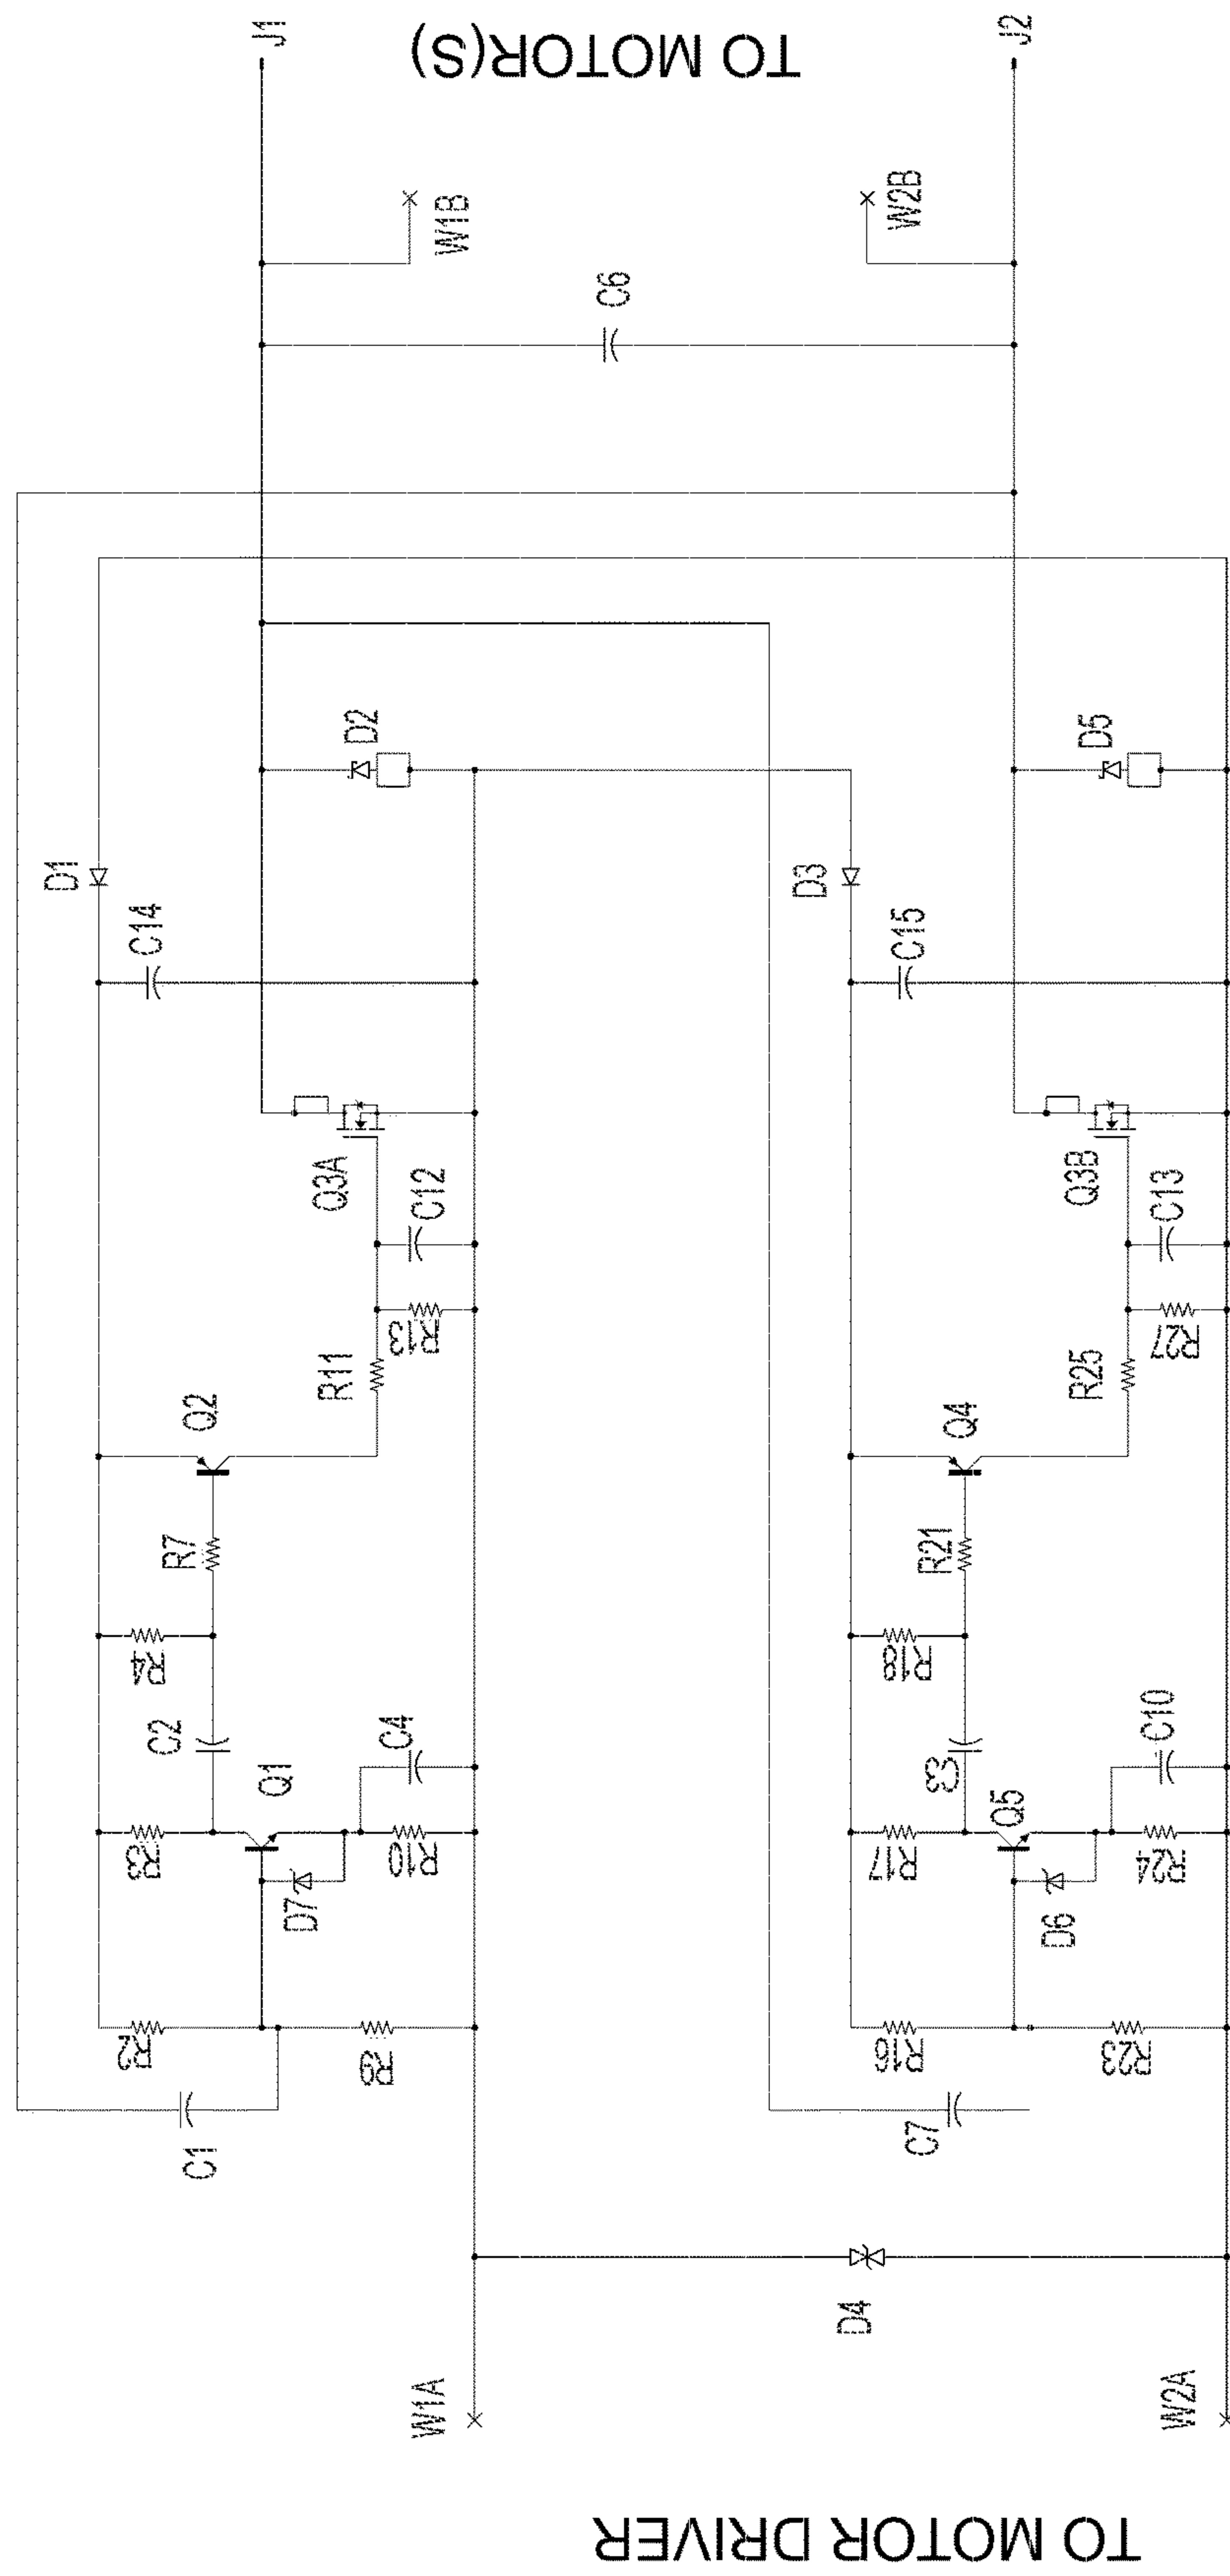 J1
TO MOTOR(S)
J2
W1B
W2B
C6
D2
D5
D1
D3
C14
C15
Q3A
Q3B
C12
C13
R13
R27
R11
R25
Q2
Q4
R7
R21
R4
R18
C2
C3
C4
C10
Q1
Q5
R3
R10
R17
R24
D7
D6
R2
R9
R16
R23
C1
C7
D4
W1A
W2A
TO MOTOR DRIVER